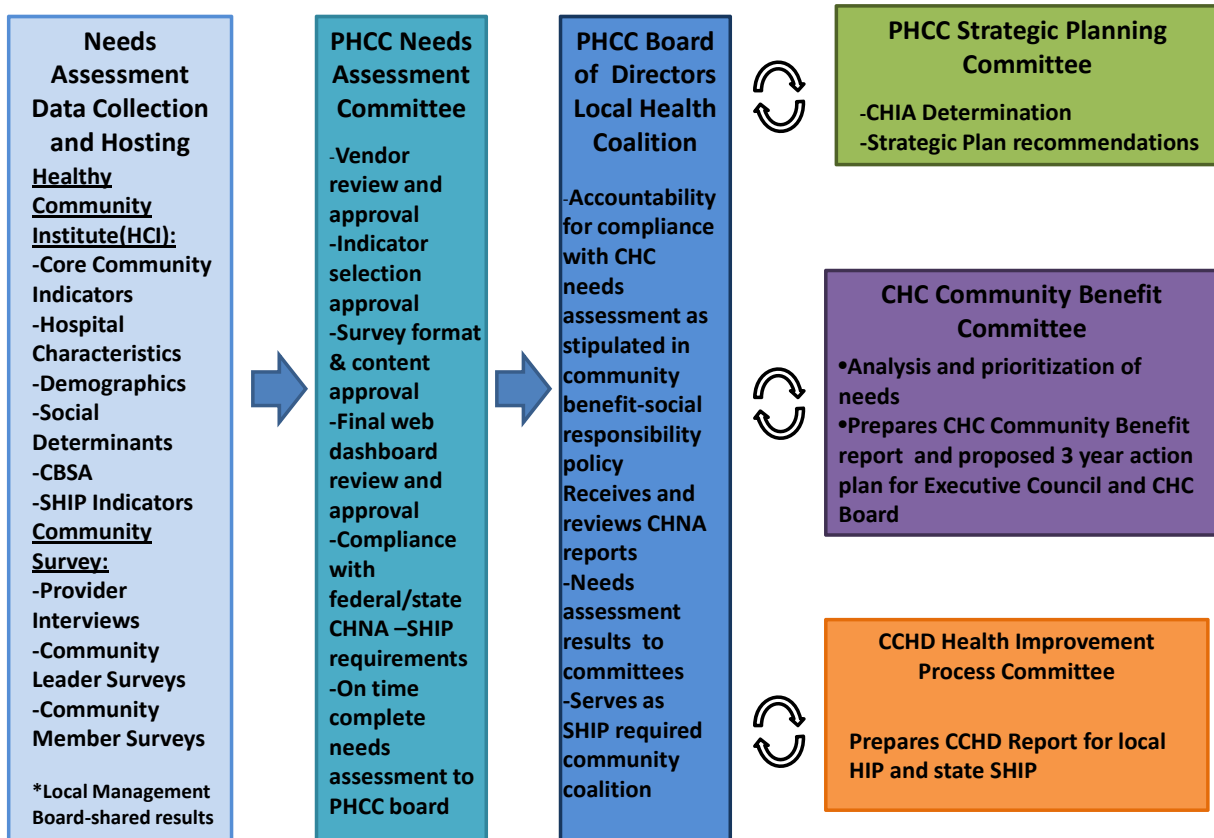 Needs
Assessment
Data Collection
and Hosting
Healthy
Community
Institute(HCI):
-Core Community
Indicators
-Hospital
Characteristics
-Demographics
-Social
Determinants
-CBSA
-SHIP Indicators
Community
Survey:
-Provider
Interviews
-Community
Leader Surveys
-Community
Member Surveys
*Local Management
Board-shared results
PHCC Needs
Assessment
Committee
-Vendor
review and
approval
-Indicator
selection
approval
-Survey format
& content
approval
-Final web
dashboard
review and
approval
-Compliance
with
federal/state
CHNA –SHIP
requirements
-On time
complete
needs
assessment to
PHCC board
PHCC Board
of Directors
Local Health
Coalition
-Accountability
for compliance
with CHC
needs
assessment as
stipulated in
community
benefit-social
responsibility
policy
Receives and
reviews CHNA
reports
-Needs
assessment
results to
committees
-Serves as
SHIP required
community
coalition
PHCC Strategic Planning
Committee
-CHIA Determination
-Strategic Plan recommendations
CHC Community Benefit
Committee
•Analysis and prioritization of
needs
•Prepares CHC Community Benefit
report and proposed 3 year action
plan for Executive Council and CHC
Board
CCHD Health Improvement
Process Committee
Prepares CCHD Report for local
HIP and state SHIP